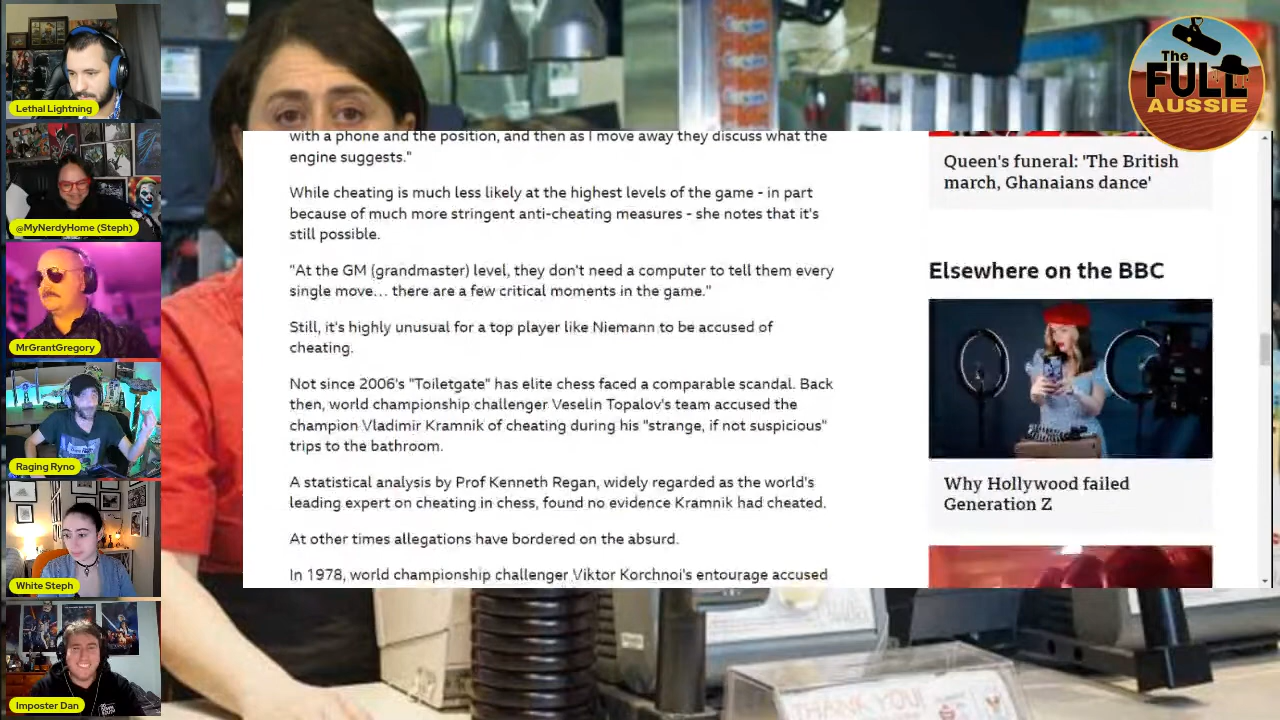 Lethal Lightning
@MyNerdyHome (Steph)
MrGrantGregory
Raging Ryno
White Steph
Imposter Dan
with a phone and the position, and then as I move away they discuss what the
engine suggests."
While cheating is much less likely at the highest levels of the game - in part
because of much more stringent anti-cheating measures - she notes that it's
still possible.
"At the GM (grandmaster) level, they don't need a computer to tell them every
single move... there are a few critical moments in the game."
Still, it's highly unusual for a top player like Niemann to be accused of
cheating.
Not since 2006's "Toiletgate" has elite chess faced a comparable scandal. Back
then, world championship challenger Veselin Topalov's team accused the
champion Vladimir Kramnik of cheating during his "strange, if not suspicious"
trips to the bathroom.
A statistical analysis by Prof Kenneth Regan, widely regarded as the world's
leading expert on cheating in chess, found no evidence Kramnik had cheated.
At other times allegations have bordered on the absurd.
In 1978, world championship challenger Viktor Korchnoi's entourage accused
The
FULL
AUSSIE
Queen's funeral: 'The British
march, Ghanaians dance'
Elsewhere on the BBC
Why Hollywood failed
Generation Z
THANK YOU